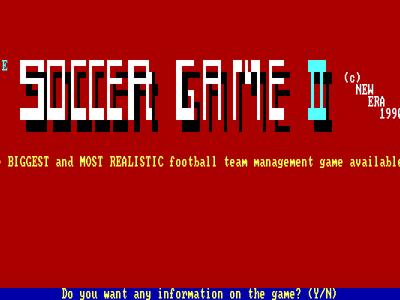 E
SOCCER GAME II
(c)
NEW
ERA
1990
BIGGEST and MOST REALISTIC football team management game available
Do you want any information on the game? (Y/N)